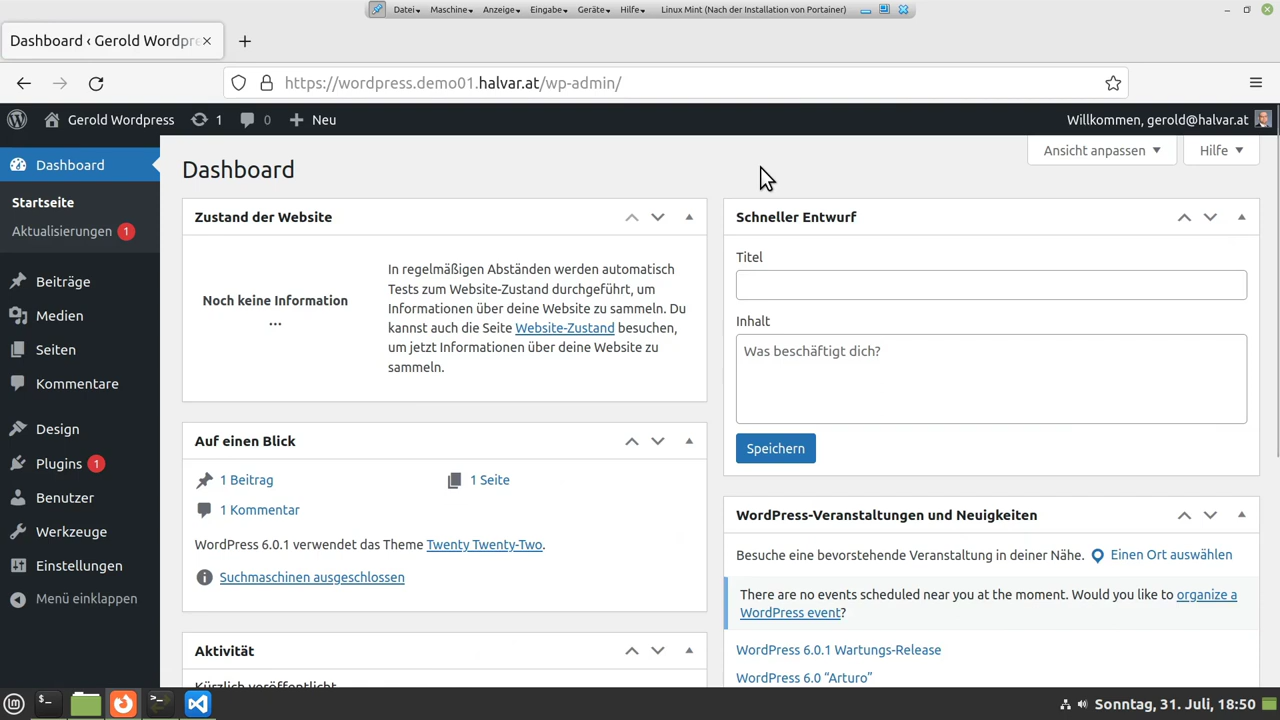 Datei Maschine Anzeige Eingabe Geräte Hilfe Linux Mint (Nach der Installation von Portainer)
Dashboard ‹ Gerold Wordpre
https://wordpress.demo01.halvar.at/wp-admin/
Gerold Wordpress 1 0 Neu Willkommen, gerold@halvar.at
Ansicht anpassen Hilfe
Dashboard
Startseite
Aktualisierungen 1
Beiträge
Medien
Seiten
Kommentare
Design
Plugins 1
Benutzer
Werkzeuge
Einstellungen
Menü einklappen
Dashboard
Zustand der Website
Noch keine Information
...
In regelmäßigen Abständen werden automatisch
Tests zum Website-Zustand durchgeführt, um
Informationen über deine Website zu sammeln. Du
kannst auch die Seite Website-Zustand besuchen,
um jetzt Informationen über deine Website zu
sammeln.
Auf einen Blick
1 Beitrag 1 Seite
1 Kommentar
WordPress 6.0.1 verwendet das Theme Twenty Twenty-Two.
Suchmaschinen ausgeschlossen
Aktivität
Kürzlich veröffentlicht
Schneller Entwurf
Titel
Inhalt
Was beschäftigt dich?
Speichern
WordPress-Veranstaltungen und Neuigkeiten
Besuche eine bevorstehende Veranstaltung in deiner Nähe. Einen Ort auswählen
There are no events scheduled near you at the moment. Would you like to organize a
WordPress event?
WordPress 6.0.1 Wartungs-Release
WordPress 6.0 “Arturo”
Sonntag, 31. Juli, 18:50